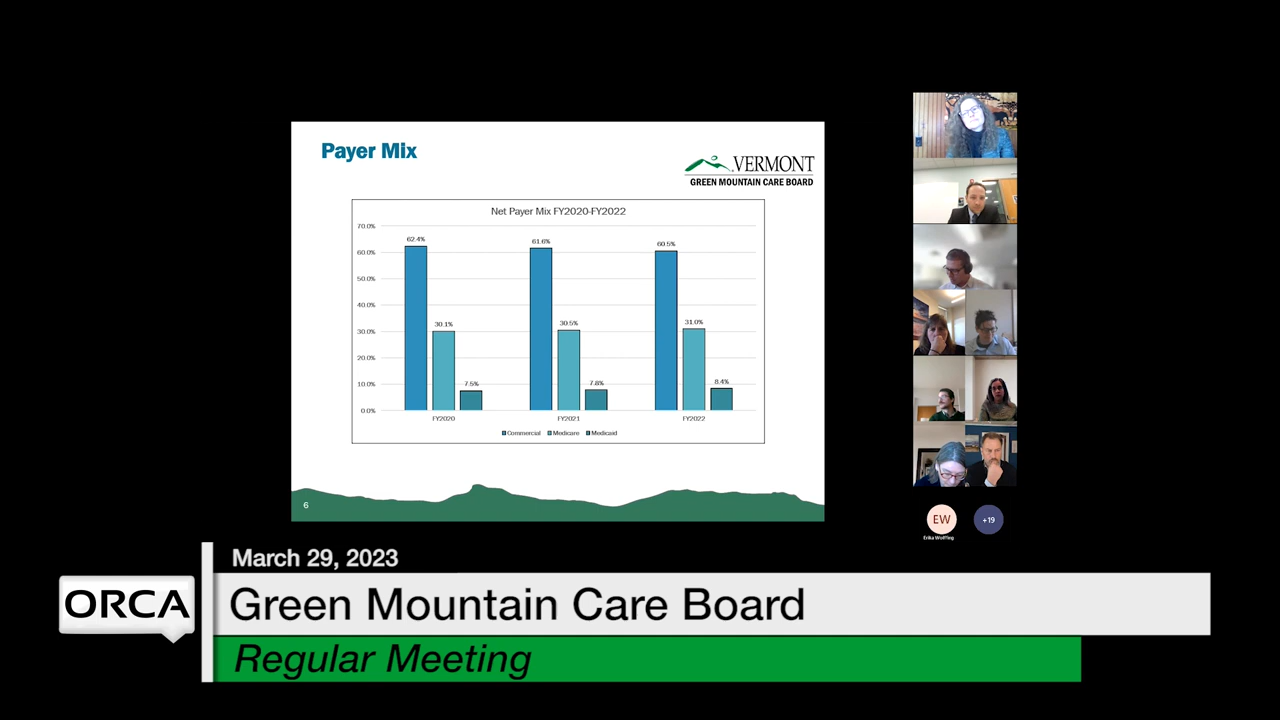 Payer Mix
VERMONT
GREEN MOUNTAIN CARE BOARD
Net Payer Mix FY2020-FY2022
70.0%
60.0%
50.0%
40.0%
30.0%
20.0%
10.0%
0.0%
62.4%
30.1%
7.5%
61.6%
30.5%
7.8%
60.5%
31.0%
8.4%
FY2020
FY2021
FY2022
Commercial
Medicare
Medicaid
6
EW
+19
Erika Wolffing
March 29, 2023
ORCA
Green Mountain Care Board
Regular Meeting